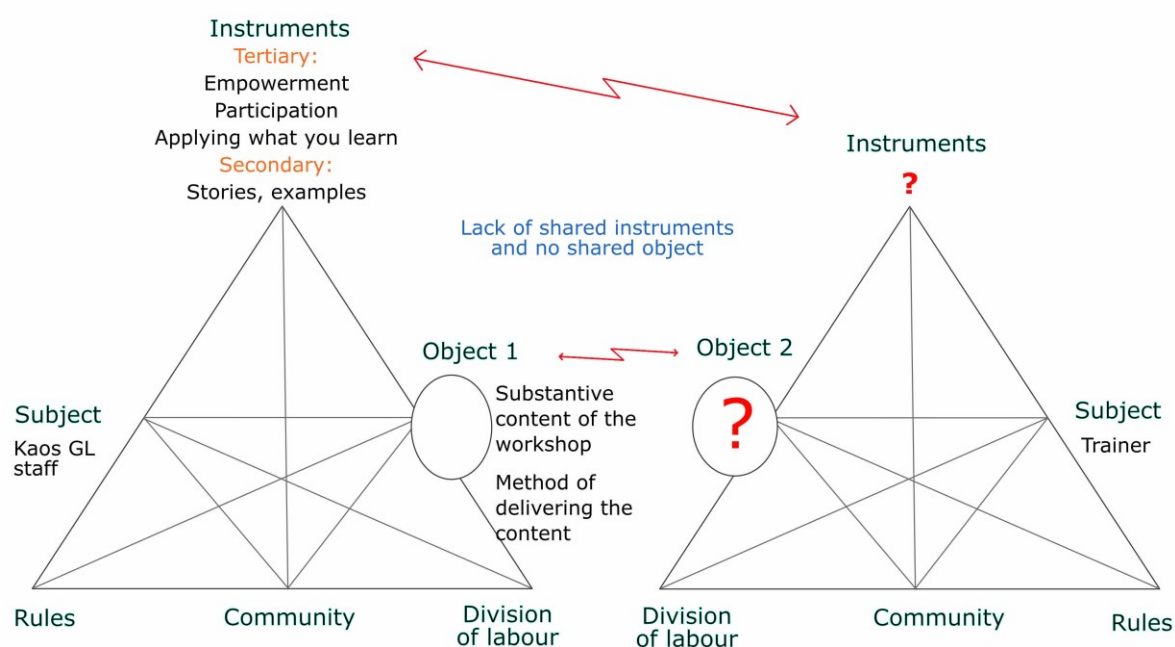 Instruments
Tertiary:
Empowerment
Participation
Applying what you learn
Secondary:
Stories, examples
Instruments
?
Lack of shared instruments
and no shared object
Object 1
Object 2
Substantive
content of the
workshop
Method of
delivering the
content
?
Subject
Kaos GL
staff
Subject
Trainer
Rules
Community
Division
of labour
Division
of labour
Community
Rules